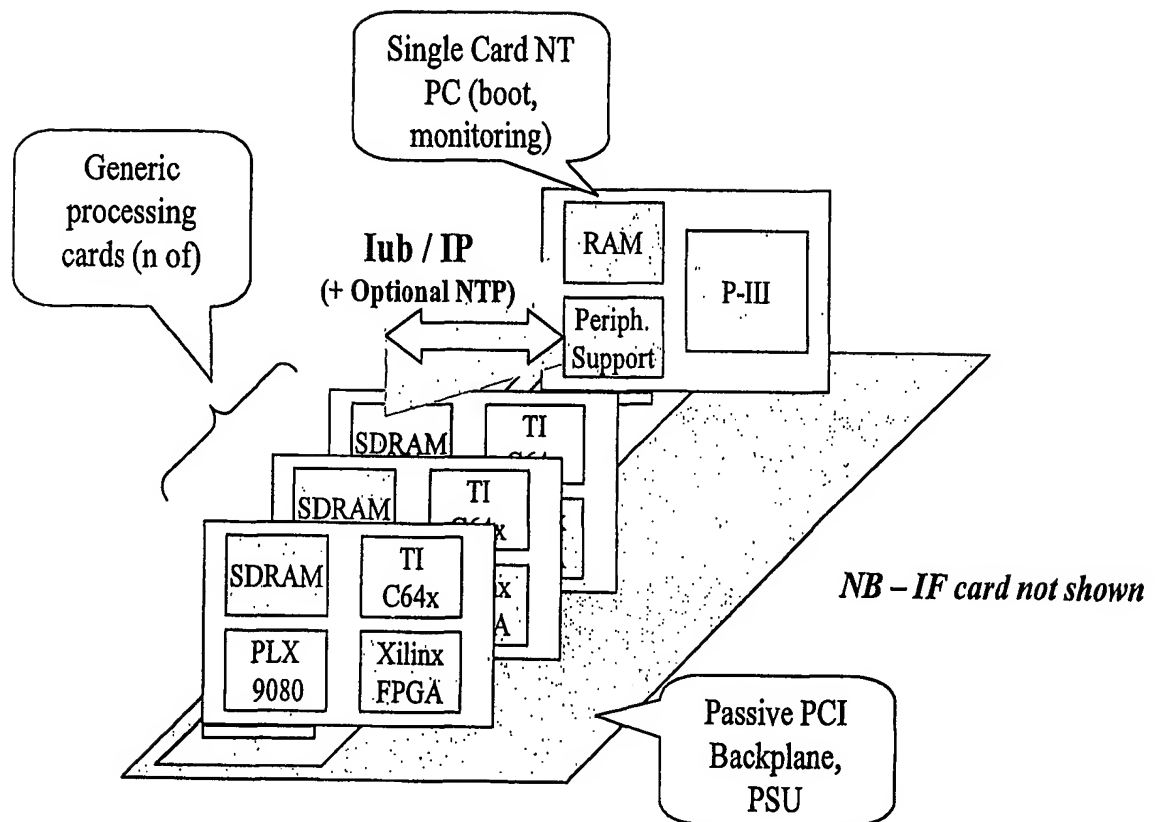 Single Card NT
PC (boot,
monitoring)
Generic
processing
cards (n of)
Iub / IP
(+ Optional NTP)
RAM
P-III
Periph.
Support
SDRAM
TI
SDRAM
TI
C64x
SDRAM
TI
C64x
PLX
9080
Xilinx
FPGA
NB – IF card not shown
Passive PCI
Backplane,
PSU